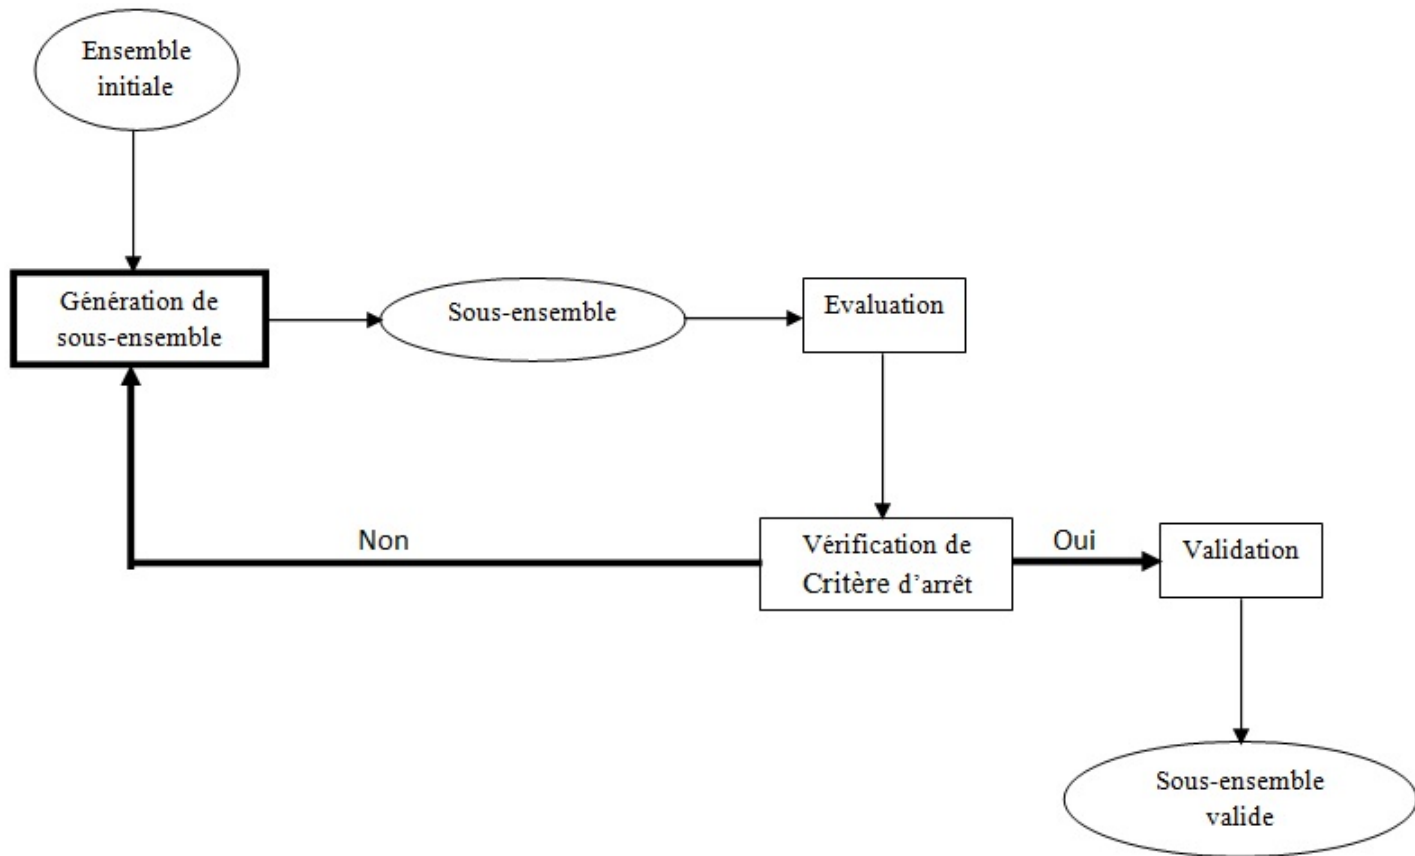 Ensemble
initiale
Génération de
sous-ensemble
Sous-ensemble
Evaluation
Non
Vérification de
Critère d’arrêt
Oui
Validation
Sous-ensemble
valide